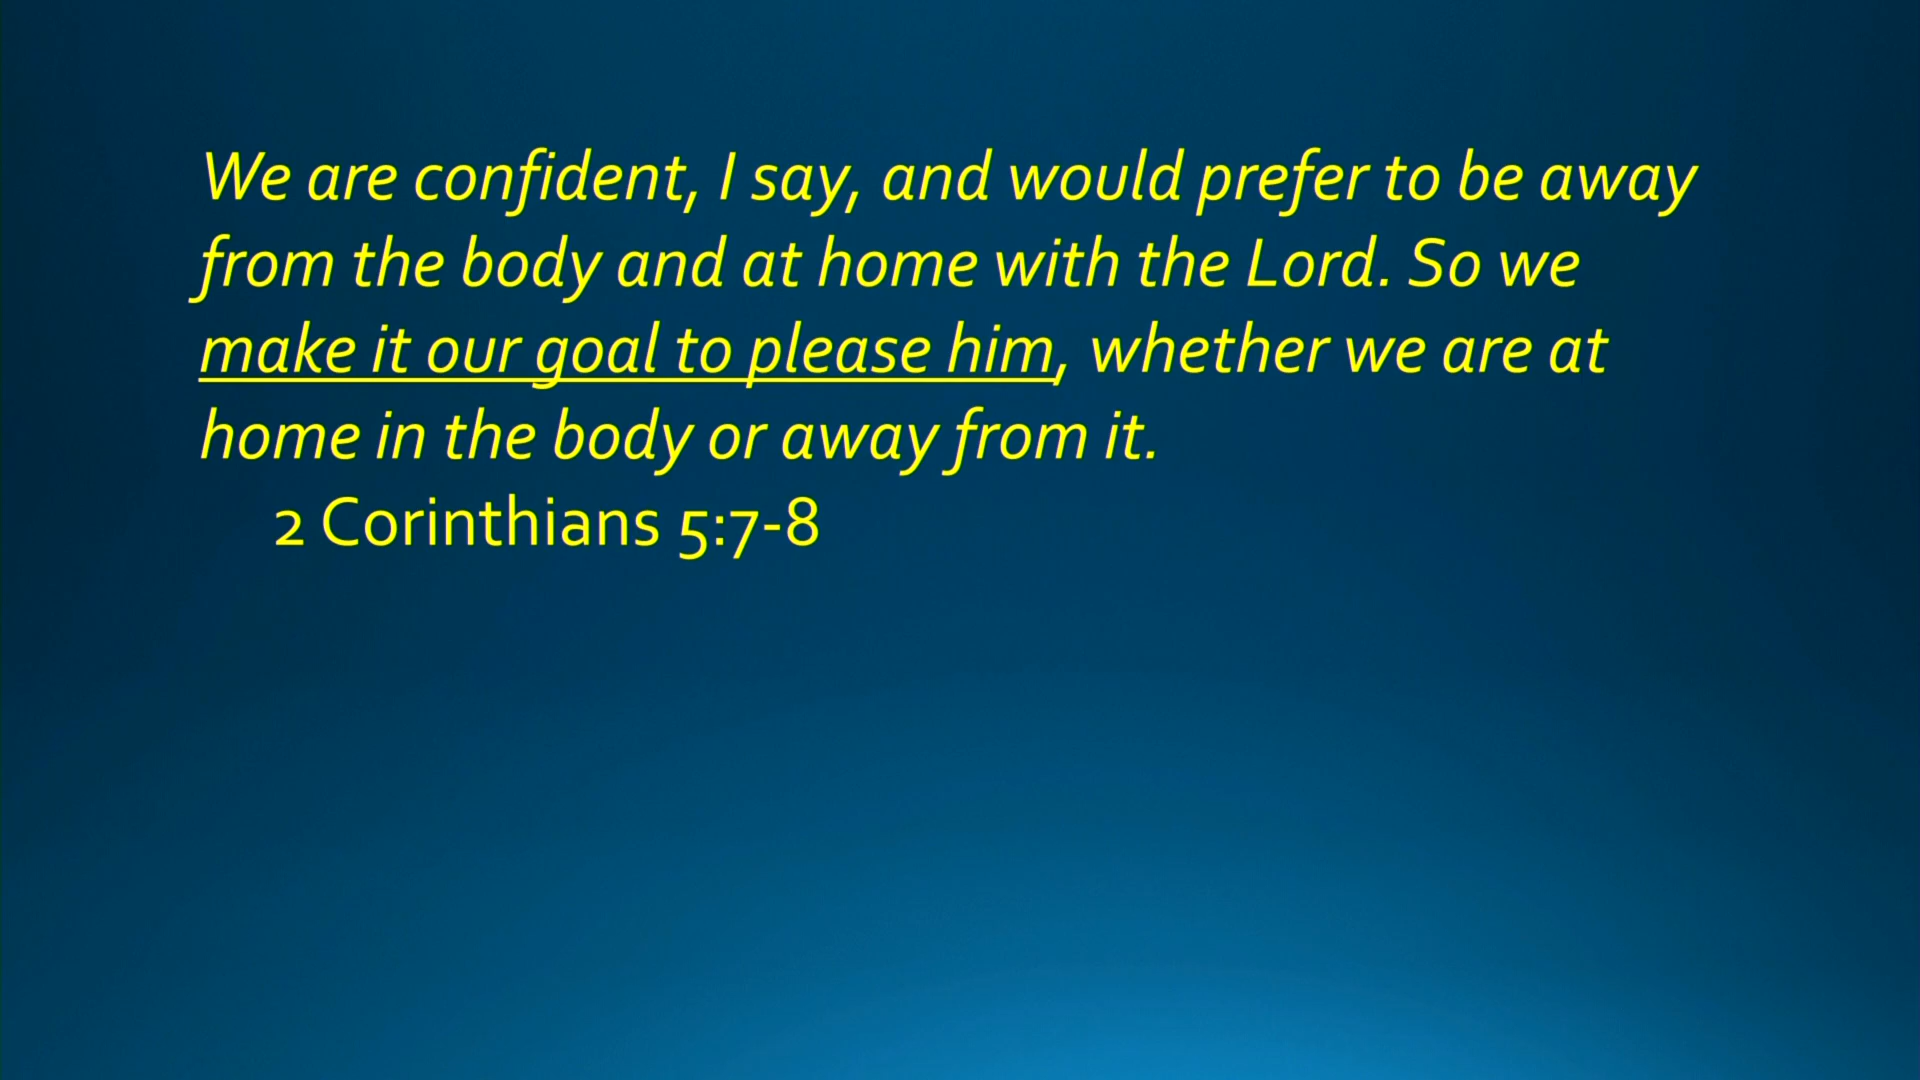 We are confident, I say, and would prefer to be away
from the body and at home with the Lord. So we
make it our goal to please him, whether we are at
home in the body or away from it.
2 Corinthians 5:7-8